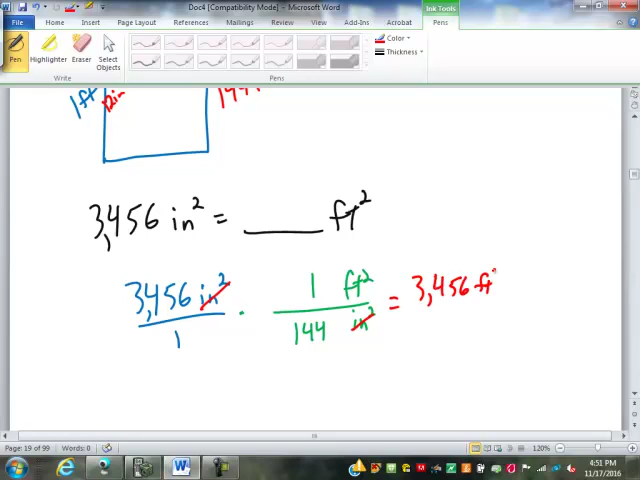 Doc4 [Compatibility Mode] - Microsoft Word
Ink Tools
File Home Insert Page Layout References Mailings Review View Add-Ins Acrobat Pens
Pen Highlighter Eraser Select Objects
Color
Thickness
Write Pens
1ft 12in 144
3,456 in² = ____ ft²
3,456 in² / 1 · 1 ft² / 144 in² = 3,456 ft
Page: 19 of 99 Words: 0 120%
4:51 PM
11/17/2016